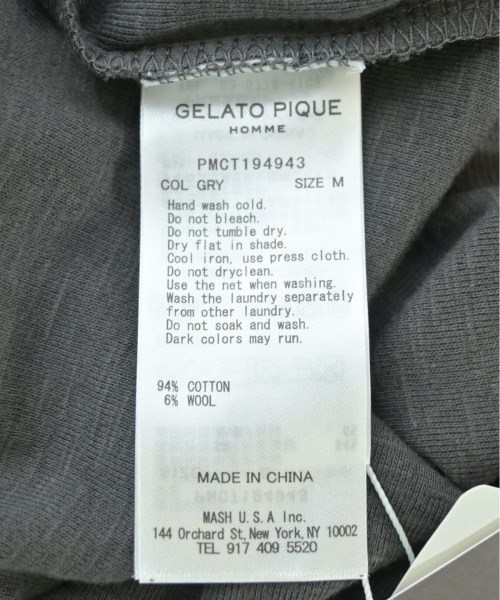 GELATO PIQUE
HOMME
PMCT194943
COL GRY SIZE M
Hand wash cold.
Do not bleach.
Do not tumble dry.
Dry flat in shade.
Cool iron, use press cloth.
Do not dryclean.
Use the net when washing.
Wash the laundry separately
from other laundry.
Do not soak and wash.
Dark colors may run.
94% COTTON
6% WOOL
MADE IN CHINA
MASH U.S.A Inc.
144 Orchard St, New York, NY 10002
TEL 917 409 5520